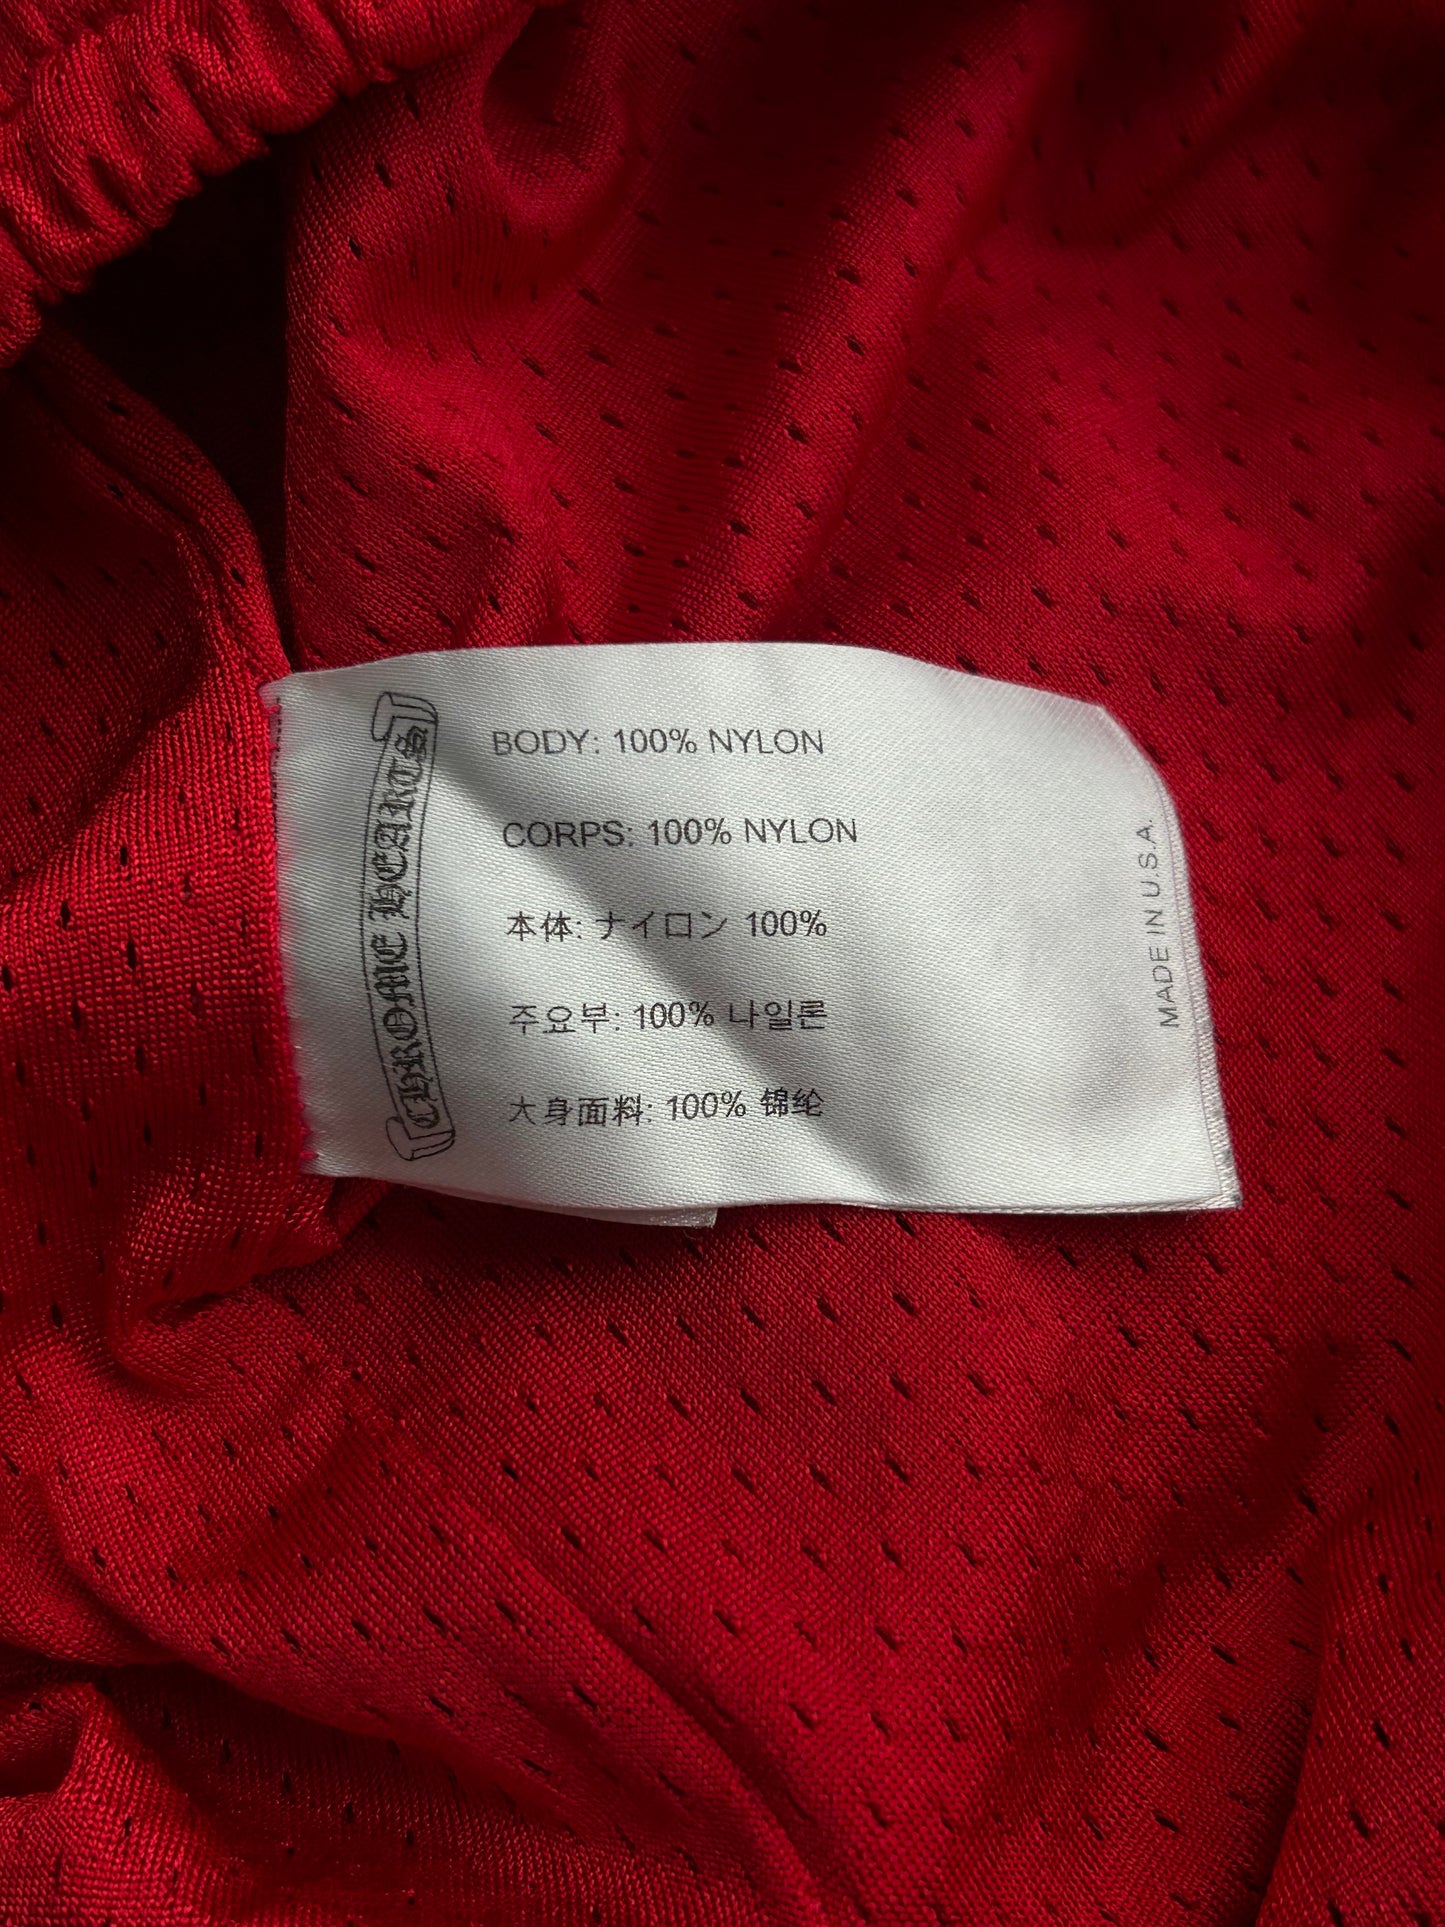 CHROME HEARTS
BODY: 100% NYLON
CORPS: 100% NYLON
本体: ナイロン 100%
주요부: 100% 나일론
大身面料: 100% 锦纶
MADE IN U.S.A.